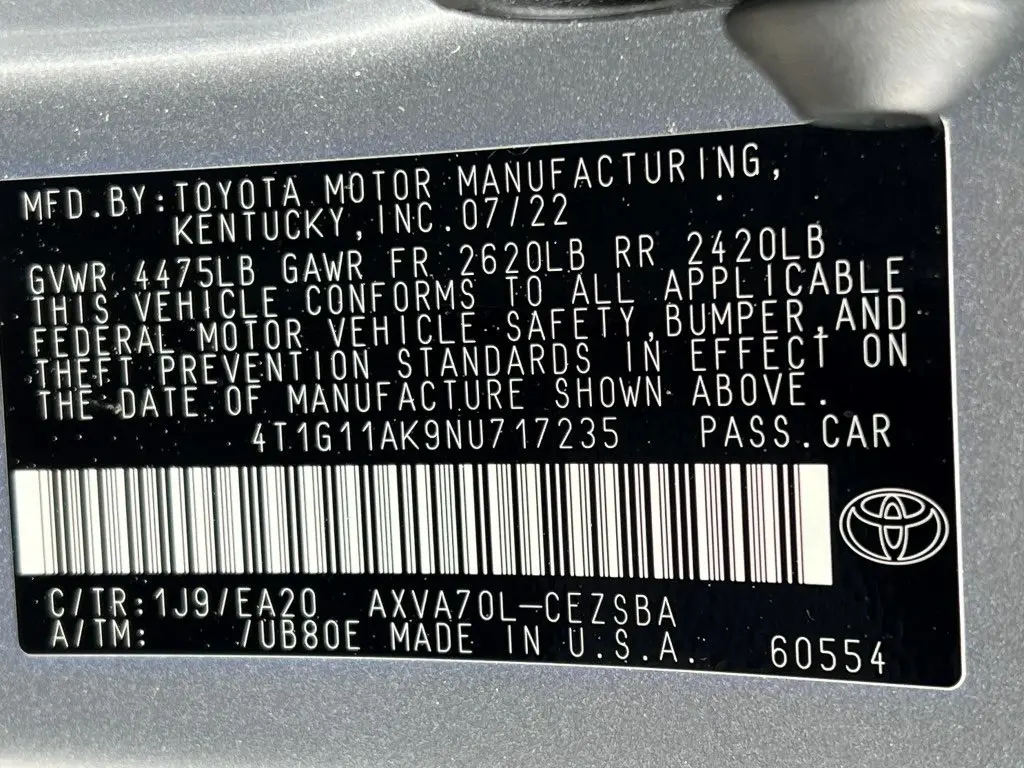 MFD.BY:TOYOTA MOTOR MANUFACTURING,
KENTUCKY, INC. 07/22
GVWR 4475LB GAWR FR 2620LB RR 2420LB
THIS VEHICLE CONFORMS TO ALL APPLICABLE
FEDERAL MOTOR VEHICLE SAFETY,BUMPER,AND
THEFT PREVENTION STANDARDS IN EFFECT ON
THE DATE OF MANUFACTURE SHOWN ABOVE.
4T1G11AK9NU717235 PASS.CAR
C/TR:1J9/EA20 AXVA70L-CEZSBA
A/TM: /UB80E MADE IN U.S.A. 60554